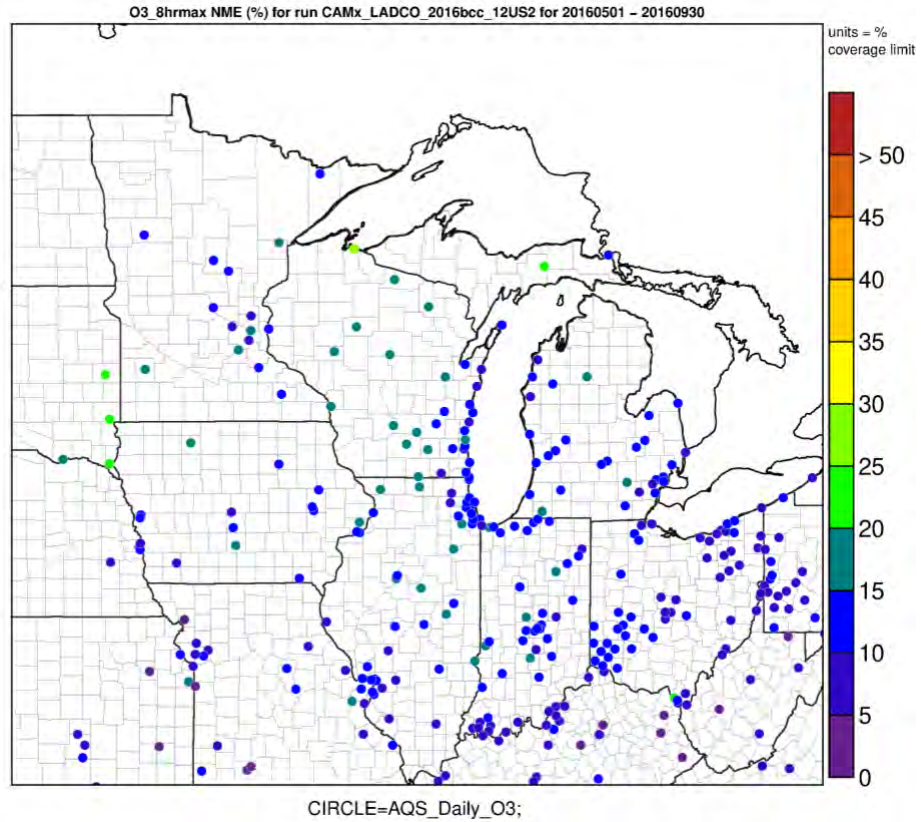 O3_8hrmax NME (%) for run CAMx_LADCO_2016bcc_12US2 for 20160501 – 20160930
units = %
coverage limit
> 50
45
40
35
30
25
20
15
10
5
0
CIRCLE=AQS_Daily_O3;